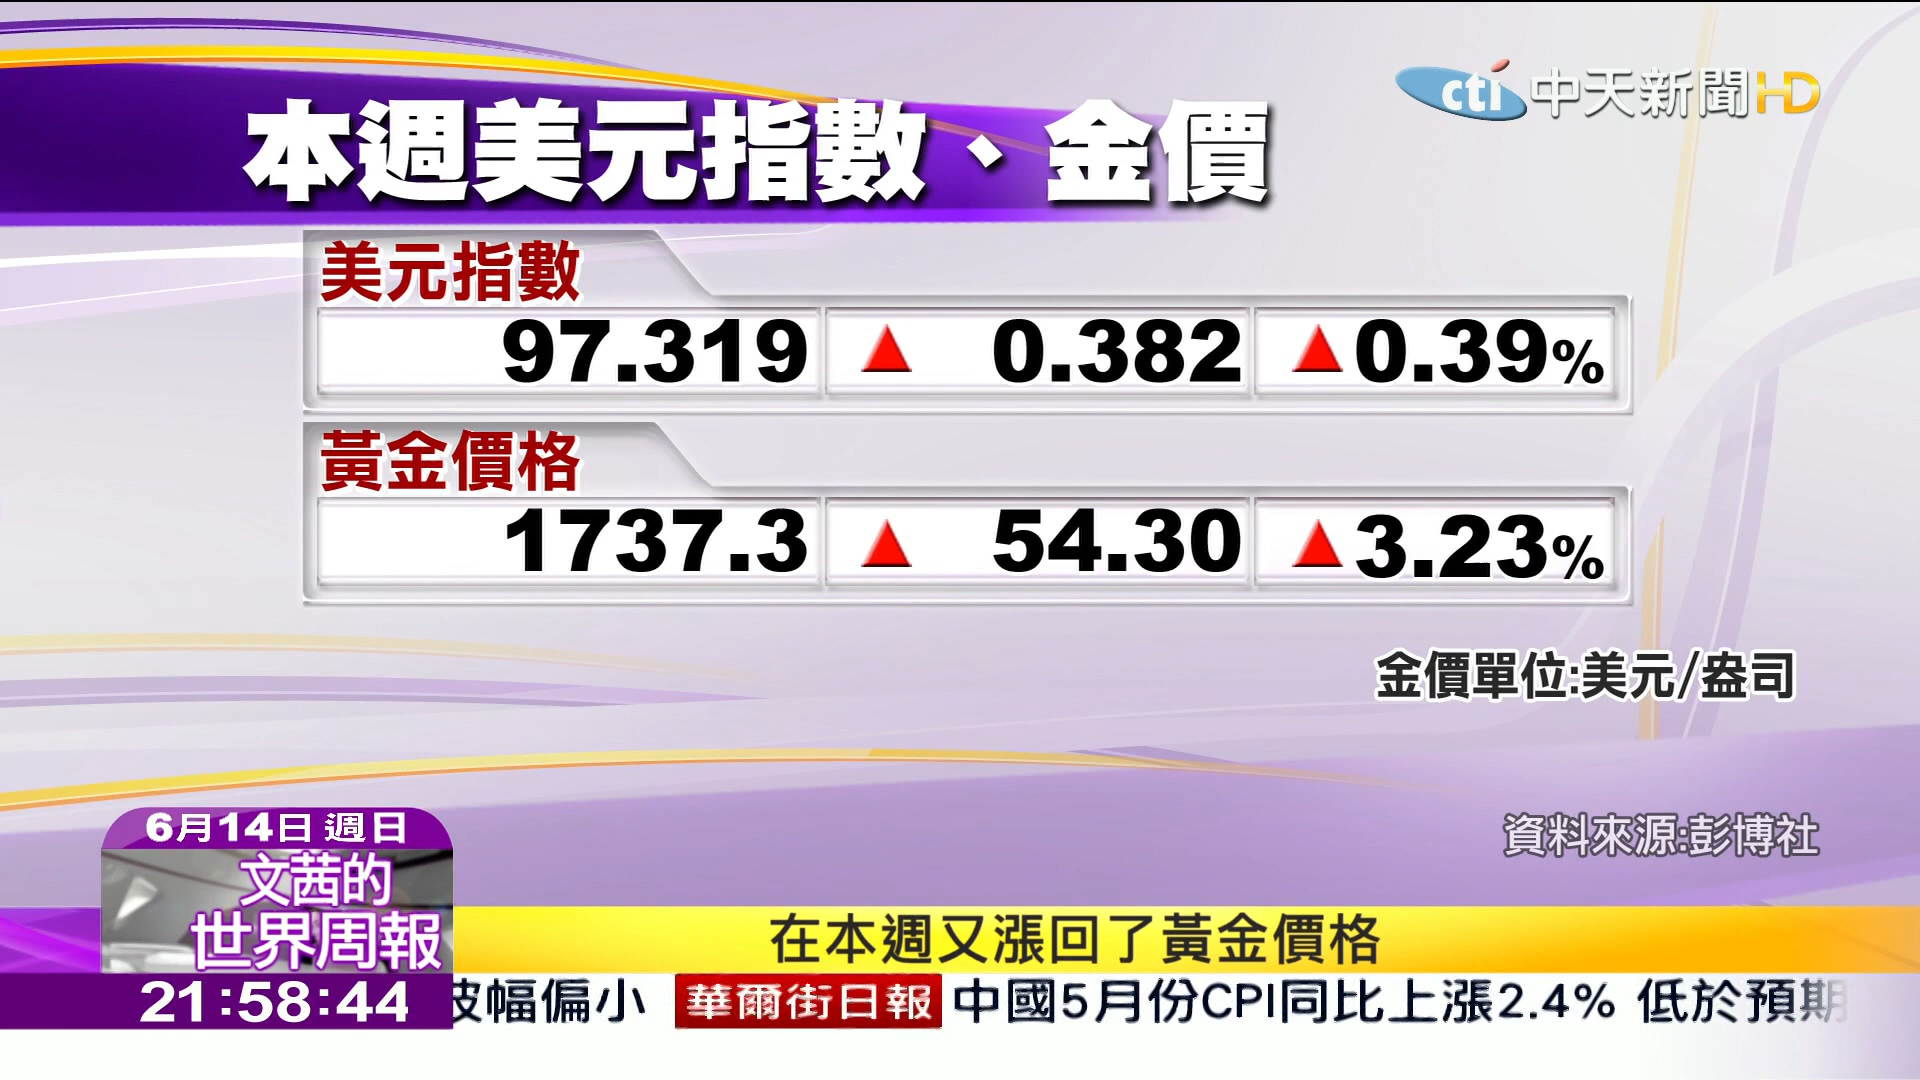 cti 中天新聞HD
本週美元指數、金價
美元指數
97.319 ▲ 0.382 ▲0.39%
黃金價格
1737.3 ▲ 54.30 ▲3.23%
金價單位:美元/盎司
資料來源:彭博社
6月14日 週日
文茜的
世界周報
在本週又漲回了黃金價格
21:58:44
幅偏小 華爾街日報 中國5月份CPI同比上漲2.4% 低於預期